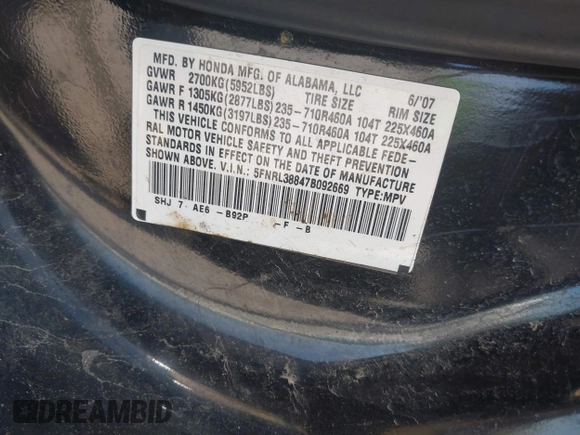 MFD. BY HONDA MFG. OF ALABAMA, LLC 6/'07
GVWR 2700KG(5952LBS) TIRE SIZE RIM SIZE
GAWR F 1305KG(2877LBS) 235-710R460A 104T 225X460A
GAWR R 1450KG(3197LBS) 235-710R460A 104T 225X460A
THIS VEHICLE CONFORMS TO ALL APPLICABLE FEDE-
RAL MOTOR VEHICLE SAFETY AND THEFT PREVENTION
STANDARDS IN EFFECT ON THE DATE OF MANUFACTURE
SHOWN ABOVE. V.I.N.: 5FNRL38847B092669 TYPE:MPV
SHJ 7 AE6 -B92P -F -B
DREAMBID